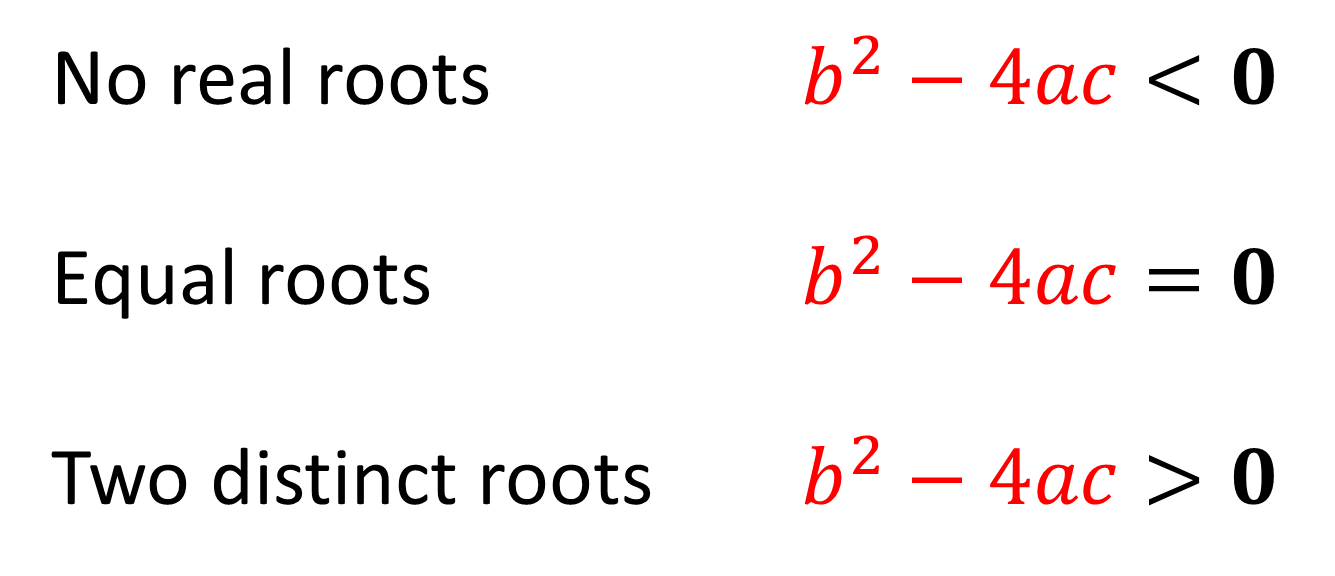 No real roots b² − 4ac < 0
Equal roots b² − 4ac = 0
Two distinct roots b² − 4ac > 0